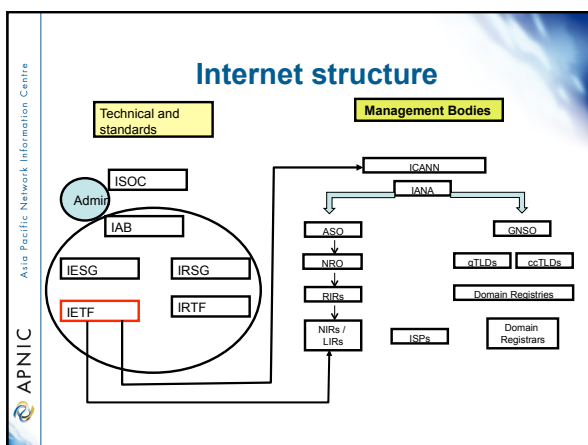 Internet structure
Technical and
standards
Management Bodies
ISOC
Admin
IAB
IESG
IRSG
IETF
IRTF
ICANN
IANA
ASO
GNSO
NRO
gTLDs
ccTLDs
RIRs
Domain Registries
NIRs /
LIRs
ISPs
Domain
Registrars
Asia Pacific Network Information Centre
APNIC